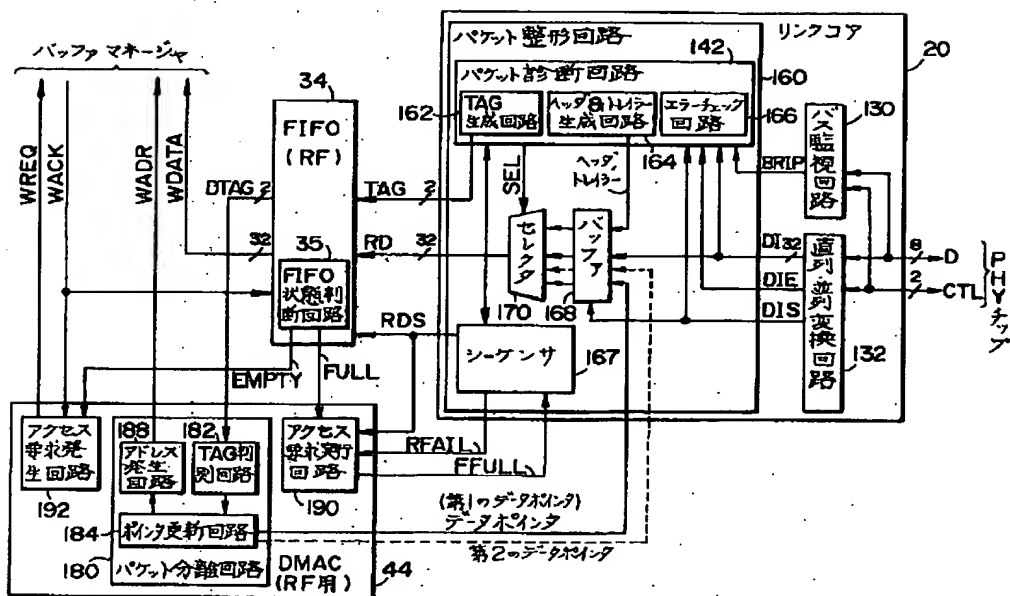 バッファ マネージャ
WREQ
WACK
WADR
WDATA
34
FIFO
(RF)
DTAG 2
32
35
FIFO
状態判
断回路
EMPTY
FULL
TAG 2
RD 32
RDS
パケット整形回路
パケット診断回路
142
160
162
TAG
生成回路
ヘッダ&トレイラー
生成回路
164
エラーチェック
回路
166
SEL
ヘッダ
トレイラー
セレクタ
170
バッファ
168
シーケンサ
167
リンクコア
20
バス監視回路
130
BRIP
DI 32
DIE
DIS
直列・並列変換回路
132
8 D
2 CTL
PHYチップ
アクセス
要求発
生回路
192
188
アドレス
発生
回路
182
TAG判
別回路
184
ポインタ更新回路
180
パケット分離回路
アクセス
要求実行
回路
190
RFAIL
FFULL
(第1のデータポインタ)
データポインタ
第2のデータポインタ
DMAC
(RF用)
44